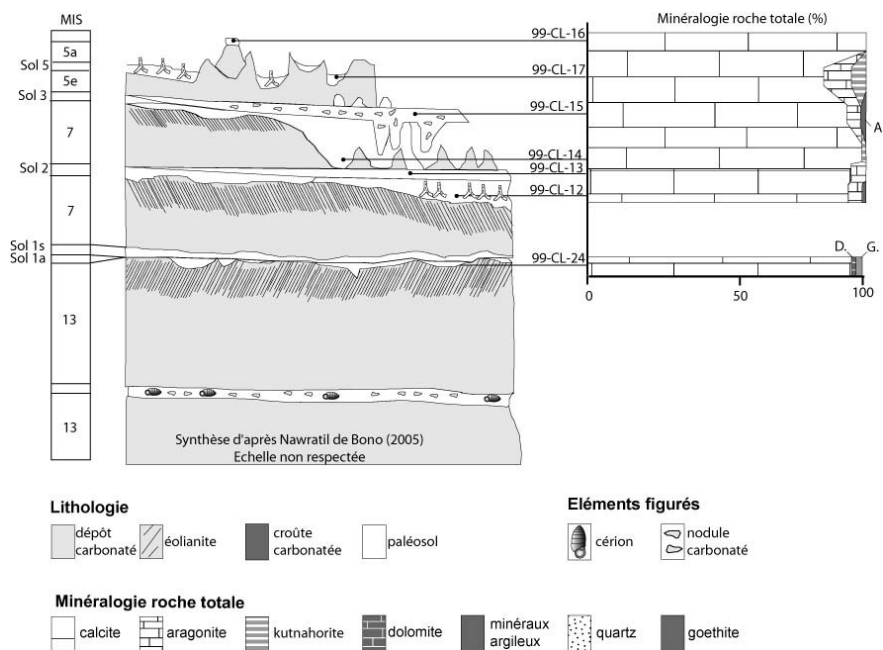 MIS
Minéralogie roche totale (%)
99-CL-16
5a
Sol 5
99-CL-17
5e
Sol 3
99-CL-15
7
A.
99-CL-14
Sol 2
99-CL-13
99-CL-12
7
Sol 1s
D.
G.
Sol 1a
99-CL-24
0
50
100
13
13
Synthèse d'après Nawratil de Bono (2005)
Echelle non respectée
Lithologie
dépôt carbonaté
éolianite
croûte carbonatée
paléosol
Eléments figurés
cérion
nodule carbonaté
Minéralogie roche totale
calcite
aragonite
kutnahorite
dolomite
minéraux argileux
quartz
goethite